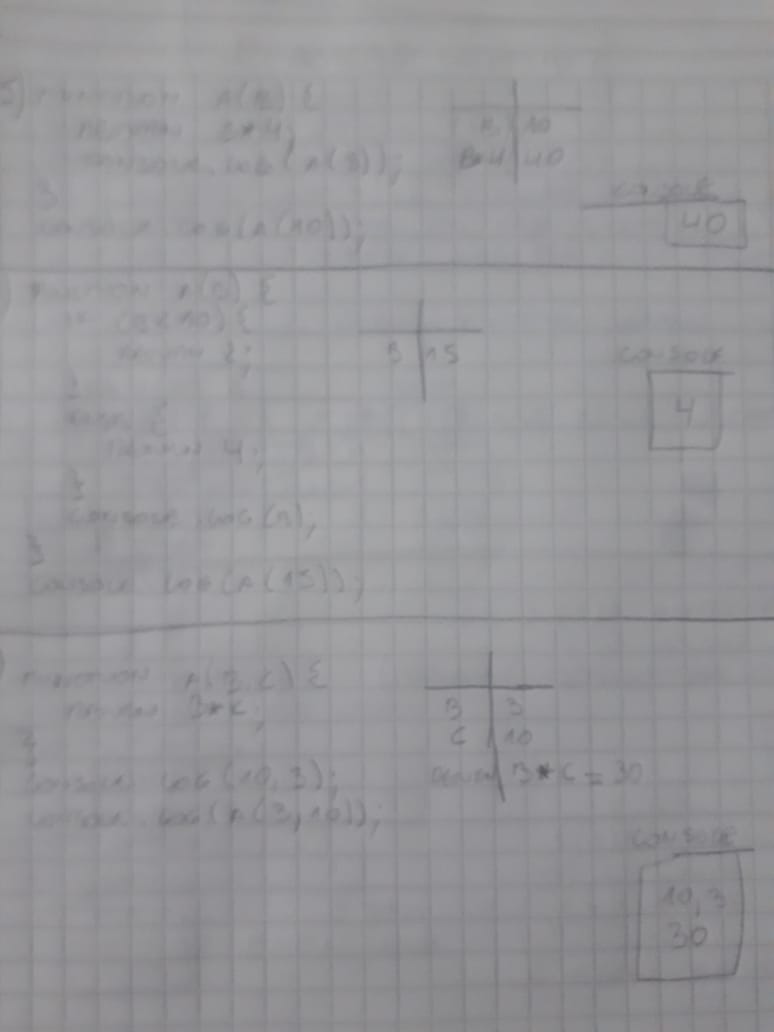 5) function A(B) {
return B*4;
console.log(A(B));
}
console.log(A(10));
B | 10
B*4 | 40
console
40
function A(B) {
if (B<10) {
return 2;
}
else {
return 4;
}
console.log(B);
}
console.log(A(15));
B | 15
console
4
function A(B,C) {
return B*C;
}
console.log(10,3);
console.log(A(3,10));
B | 3
C | 10
B*C = 30
console
10,3
30